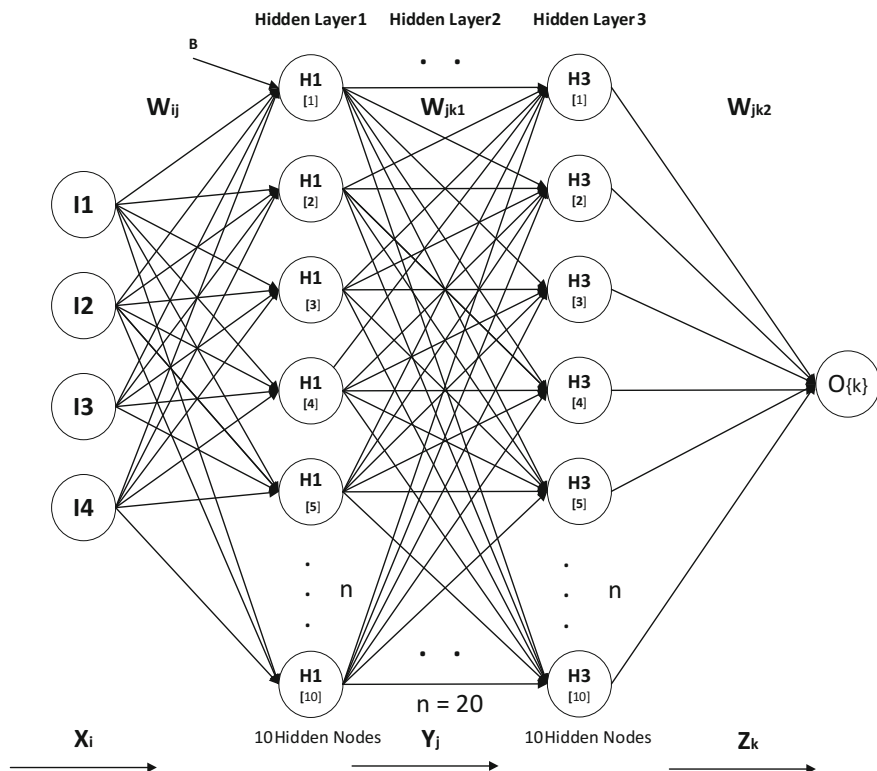 Hidden Layer1 Hidden Layer2 Hidden Layer3
B . .
H1 H3
[1] [1]
Wij Wjk1 Wjk2
H1 H3
[2] [2]
I1
H1 H3
[3] [3]
I2
H1 H3
[4] [4]
O{k}
I3
H1 H3
[5] [5]
I4
.
.
.
n
.
.
.
n
. .
H1 H3
[10] [10]
n = 20
10Hidden Nodes 10Hidden Nodes
Xi Yj Zk